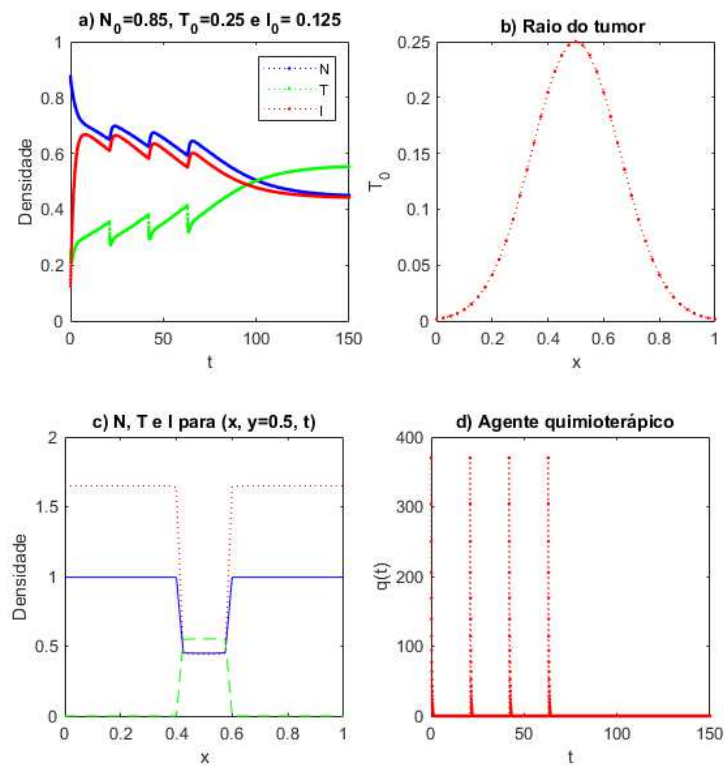 a) N₀=0.85, T₀=0.25 e I₀= 0.125
1
0.8
0.6
0.4
0.2
0
Densidade
N
T
I
0
50
100
150
t
b) Raio do tumor
0.25
0.2
0.15
0.1
0.05
0
T₀
0
0.2
0.4
0.6
0.8
1
x
c) N, T e I para (x, y=0.5, t)
2
1.5
1
0.5
0
Densidade
0
0.2
0.4
0.6
0.8
1
x
d) Agente quimioterápico
400
300
200
100
0
q(t)
0
50
100
150
t